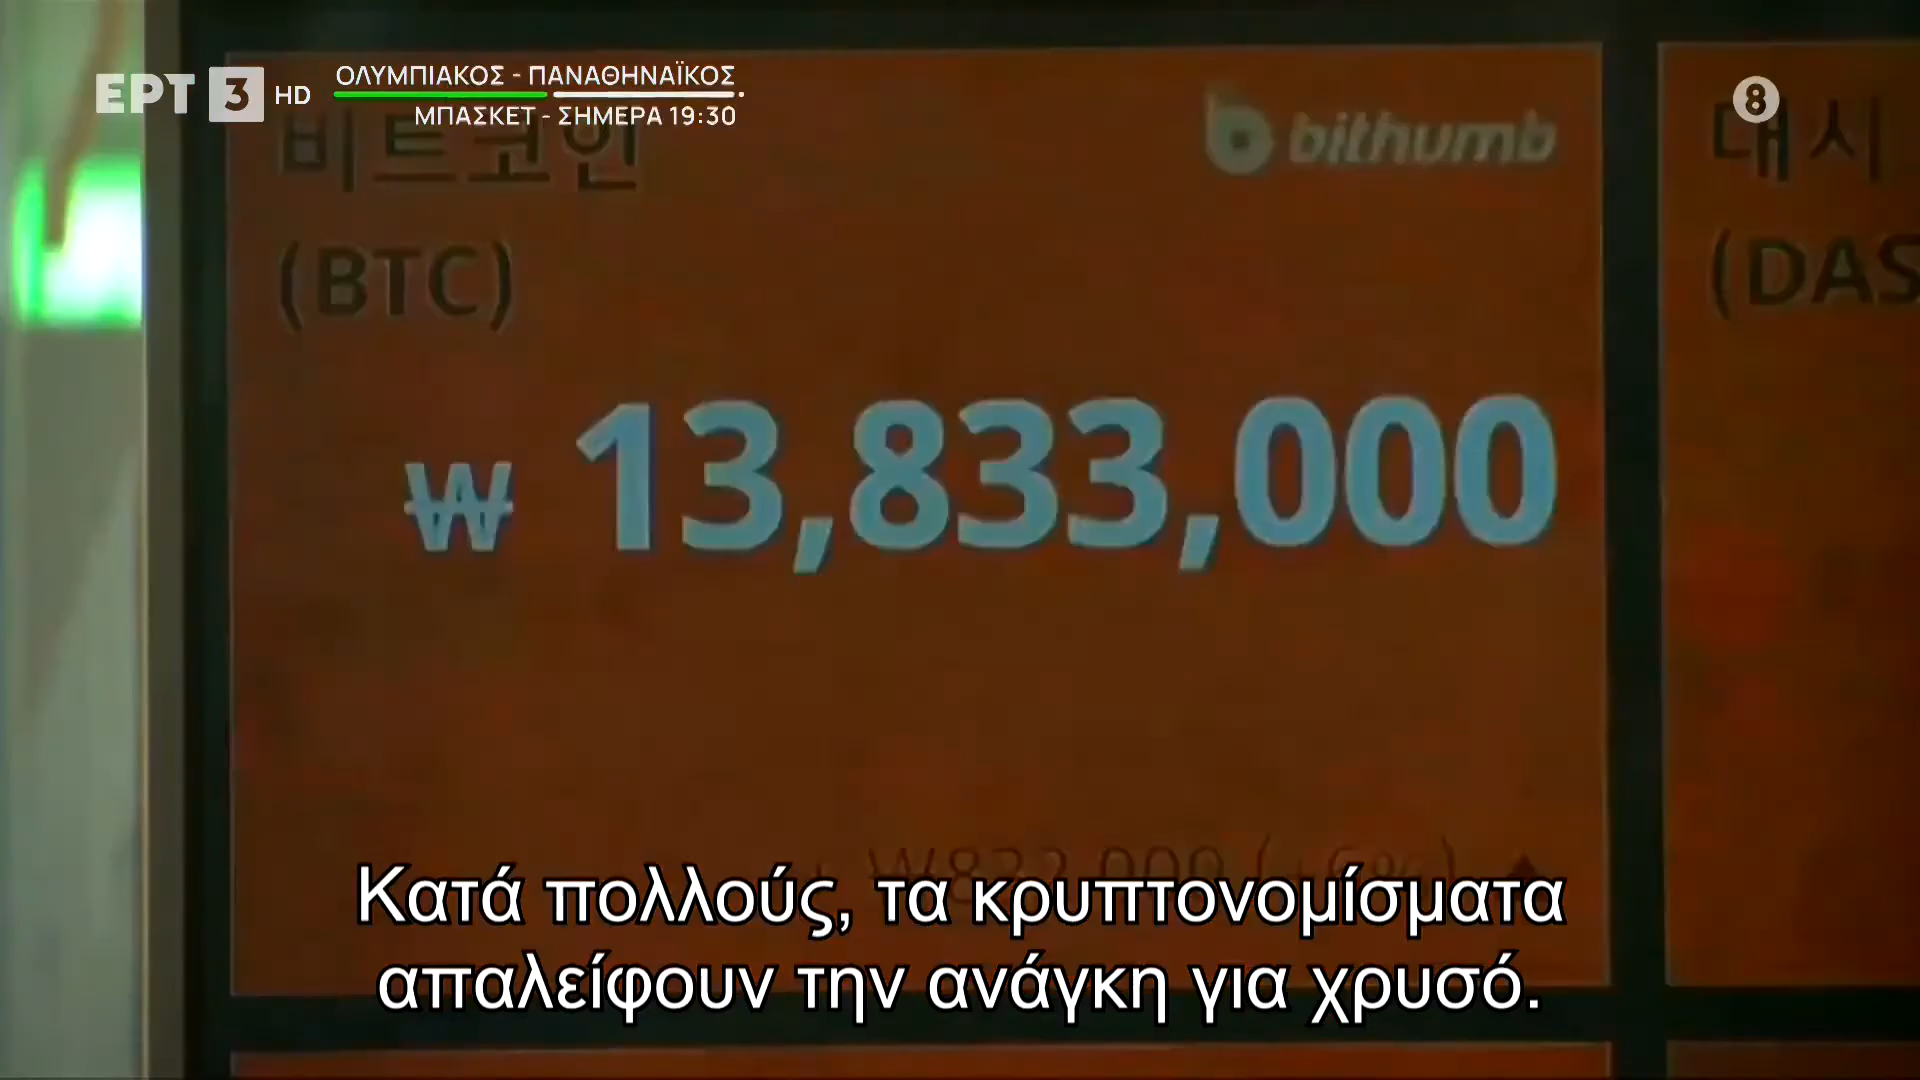 ΕΡΤ 3 HD
ΟΛΥΜΠΙΑΚΟΣ - ΠΑΝΑΘΗΝΑΪΚΟΣ
ΜΠΑΣΚΕΤ - ΣΗΜΕΡΑ 19:30
8
비트코인
(BTC)
bithumb
₩ 13,833,000
대시
(DAS
Κατά πολλούς, τα κρυπτονομίσματα
απαλείφουν την ανάγκη για χρυσό.